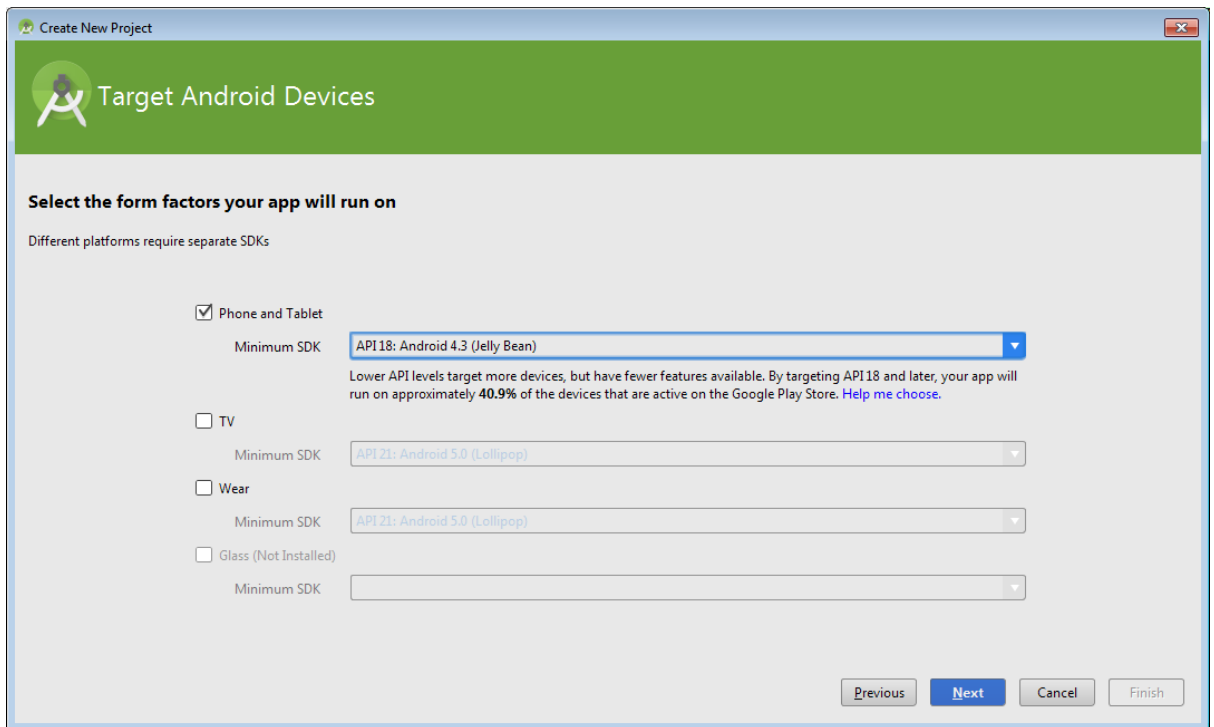 Create New Project
Target Android Devices
Select the form factors your app will run on
Different platforms require separate SDKs
Phone and Tablet
Minimum SDK
API 18: Android 4.3 (Jelly Bean)
Lower API levels target more devices, but have fewer features available. By targeting API 18 and later, your app will
run on approximately 40.9% of the devices that are active on the Google Play Store. Help me choose.
TV
Minimum SDK
API 21: Android 5.0 (Lollipop)
Wear
Minimum SDK
API 21: Android 5.0 (Lollipop)
Glass (Not Installed)
Minimum SDK
Previous
Next
Cancel
Finish